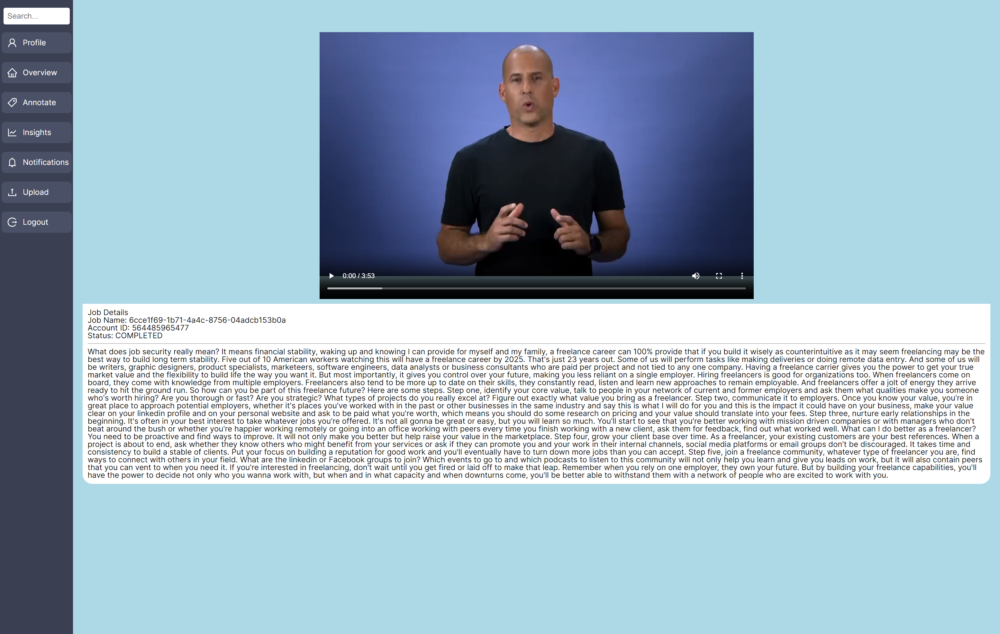 Search...
Profile
Overview
Annotate
Insights
Notifications
Upload
Logout
0:00 / 3:53
Job Details
Job Name: 6cce1f69-1b71-4a4c-8756-04adcb153b0a
Account ID: 564485965477
Status: COMPLETED
What does job security really mean? It means financial stability, waking up and knowing I can provide for myself and my family, a freelance career can 100% provide that if you build it wisely as counterintuitive as it may seem freelancing may be the
best way to build long term stability. Five out of 10 American workers watching this will have a freelance career by 2025. That's just 23 years out. Some of us will perform tasks like making deliveries or doing remote data entry. And some of us will
be writers, graphic designers, product specialists, marketeers, software engineers, data analysts or business consultants who are paid per project and not tied to any one company. Having a freelance carrier gives you the power to get your true
market value and the flexibility to build life the way you want it. But most importantly, it gives you control over your future, making you less reliant on a single employer. Hiring freelancers is good for organizations too. When freelancers come on
board, they come with knowledge from multiple employers. Freelancers also tend to be more up to date on their skills, they constantly read, listen and learn new approaches to remain employable. And freelancers offer a jolt of energy they arrive
ready to hit the ground run. So how can you be part of this freelance future? Here are some steps. Step one, identify your core value, talk to people in your network of current and former employers and ask them what qualities make you someone
who's worth hiring? Are you thorough or fast? Are you strategic? What types of projects do you really excel at? Figure out exactly what value you bring as a freelancer. Step two, communicate it to employers. Once you know your value, you're in
great place to approach potential employers, whether it's places you've worked with in the past or other businesses in the same industry and say this is what I will do for you and this is the impact it could have on your business, make your value
clear on your linkedin profile and on your personal website and ask to be paid what you're worth, which means you should do some research on pricing and your value should translate into your fees. Step three, nurture early relationships in the
beginning. It's often in your best interest to take whatever jobs you're offered. It's not all gonna be great or easy, but you will learn so much. You'll start to see that you're better working with mission driven companies or with managers who don't
beat around the bush or whether you're happier working remotely or going into an office working with peers every time you finish working with a new client, ask them for feedback, find out what worked well. What can I do better as a freelancer?
You need to be proactive and find ways to improve. It will not only make you better but help raise your value in the marketplace. Step four, grow your client base over time. As a freelancer, your existing customers are your best references. When a
project is about to end, ask whether they know others who might benefit from your services or ask if they can promote you and your work in their internal channels, social media platforms or email groups don't be discouraged. It takes time and
consistency to build a stable of clients. Put your focus on building a reputation for good work and you'll eventually have to turn down more jobs than you can accept. Step five, join a freelance community, whatever type of freelancer you are, find
ways to connect with others in your field. What are the linkedin or Facebook groups to join? Which events to go to and which podcasts to listen to this community will not only help you learn and give you leads on work, but it will also contain peers
that you can vent to when you need it. If you're interested in freelancing, don't wait until you get fired or laid off to make that leap. Remember when you rely on one employer, they own your future. But by building your freelance capabilities, you'll
have the power to decide not only who you wanna work with, but when and in what capacity and when downturns come, you'll be better able to withstand them with a network of people who are excited to work with you.